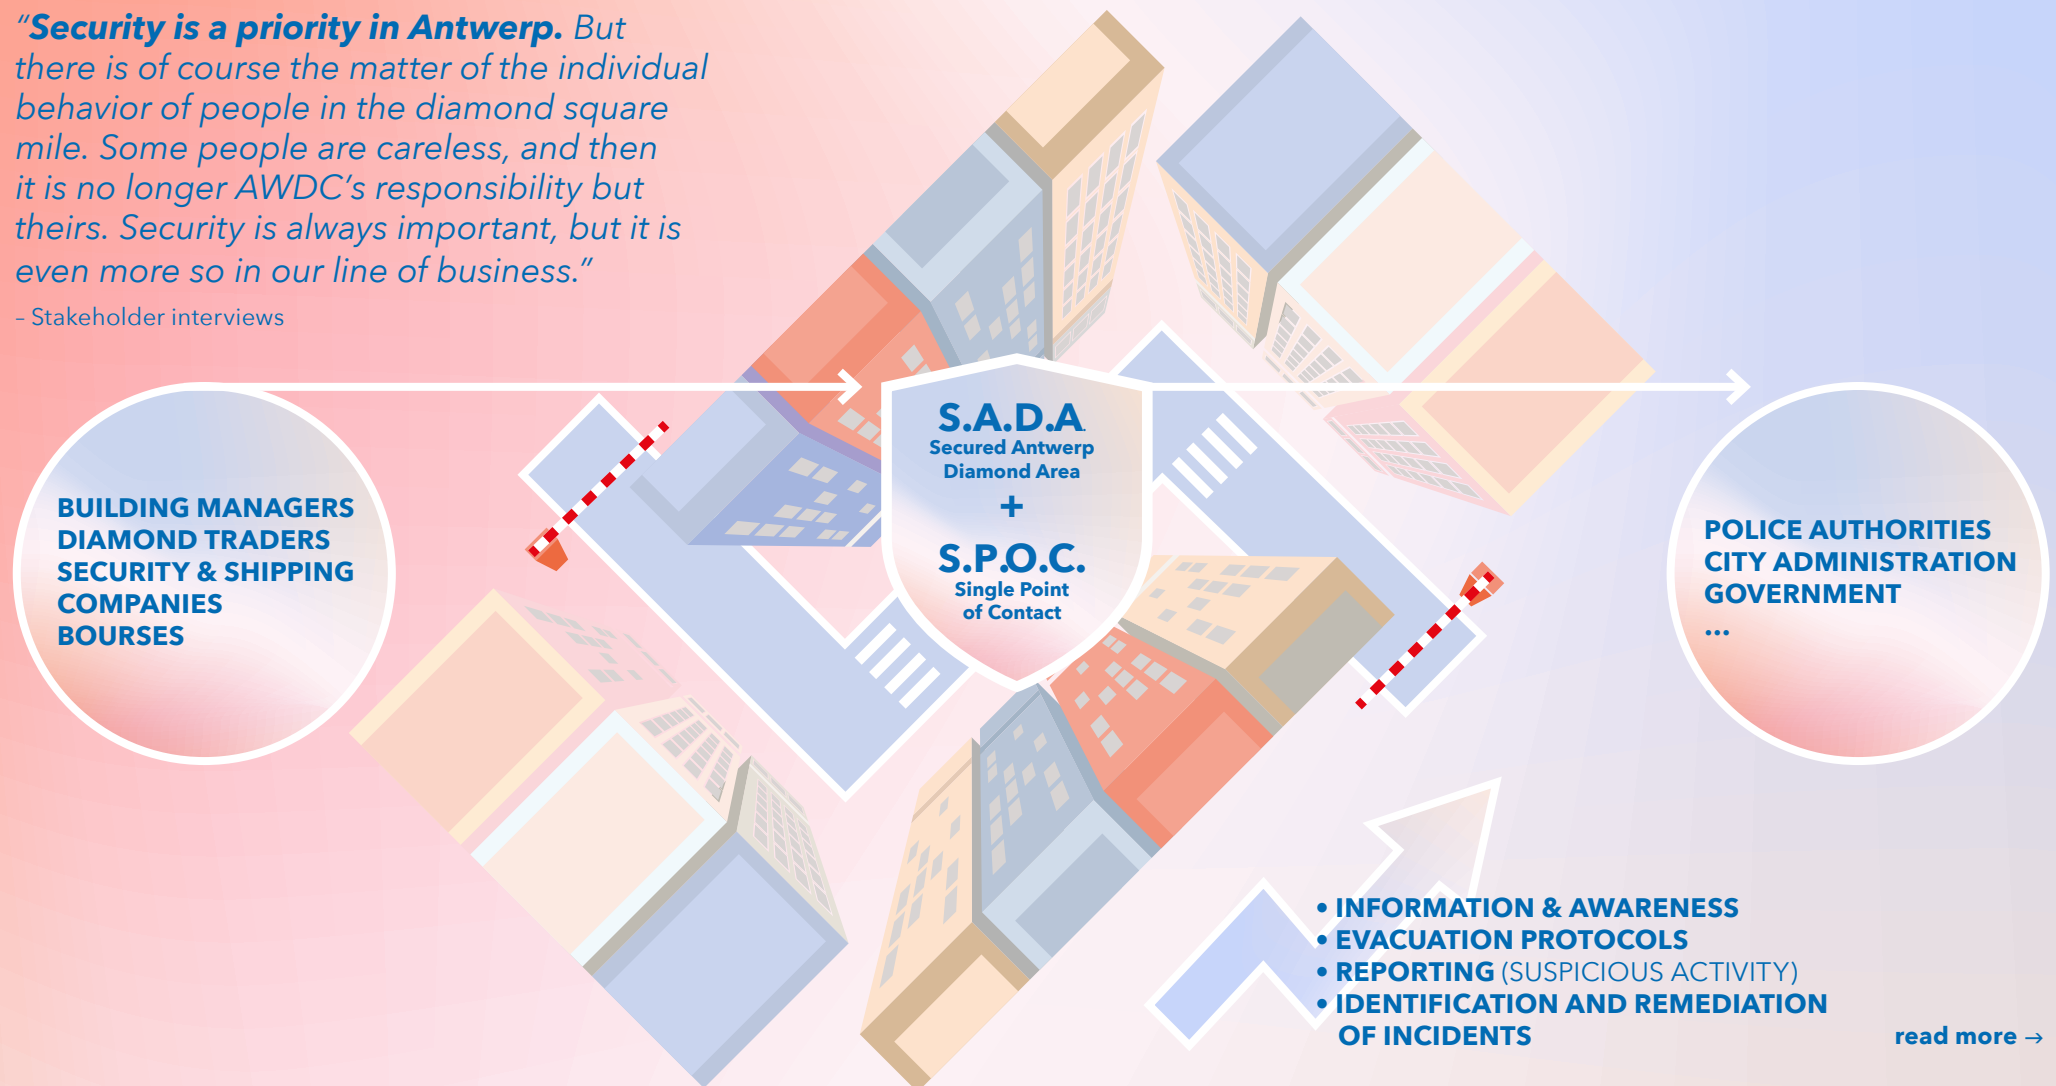 “Security is a priority in Antwerp. But
there is of course the matter of the individual
behavior of people in the diamond square
mile. Some people are careless, and then
it is no longer AWDC’s responsibility but
theirs. Security is always important, but it is
even more so in our line of business.”
– Stakeholder interviews
BUILDING MANAGERS
DIAMOND TRADERS
SECURITY & SHIPPING
COMPANIES
BOURSES
S.A.D.A.
Secured Antwerp
Diamond Area
+
S.P.O.C.
Single Point
of Contact
POLICE AUTHORITIES
CITY ADMINISTRATION
GOVERNMENT
...
• INFORMATION & AWARENESS
• EVACUATION PROTOCOLS
• REPORTING (SUSPICIOUS ACTIVITY)
• IDENTIFICATION AND REMEDIATION
OF INCIDENTS
read more →